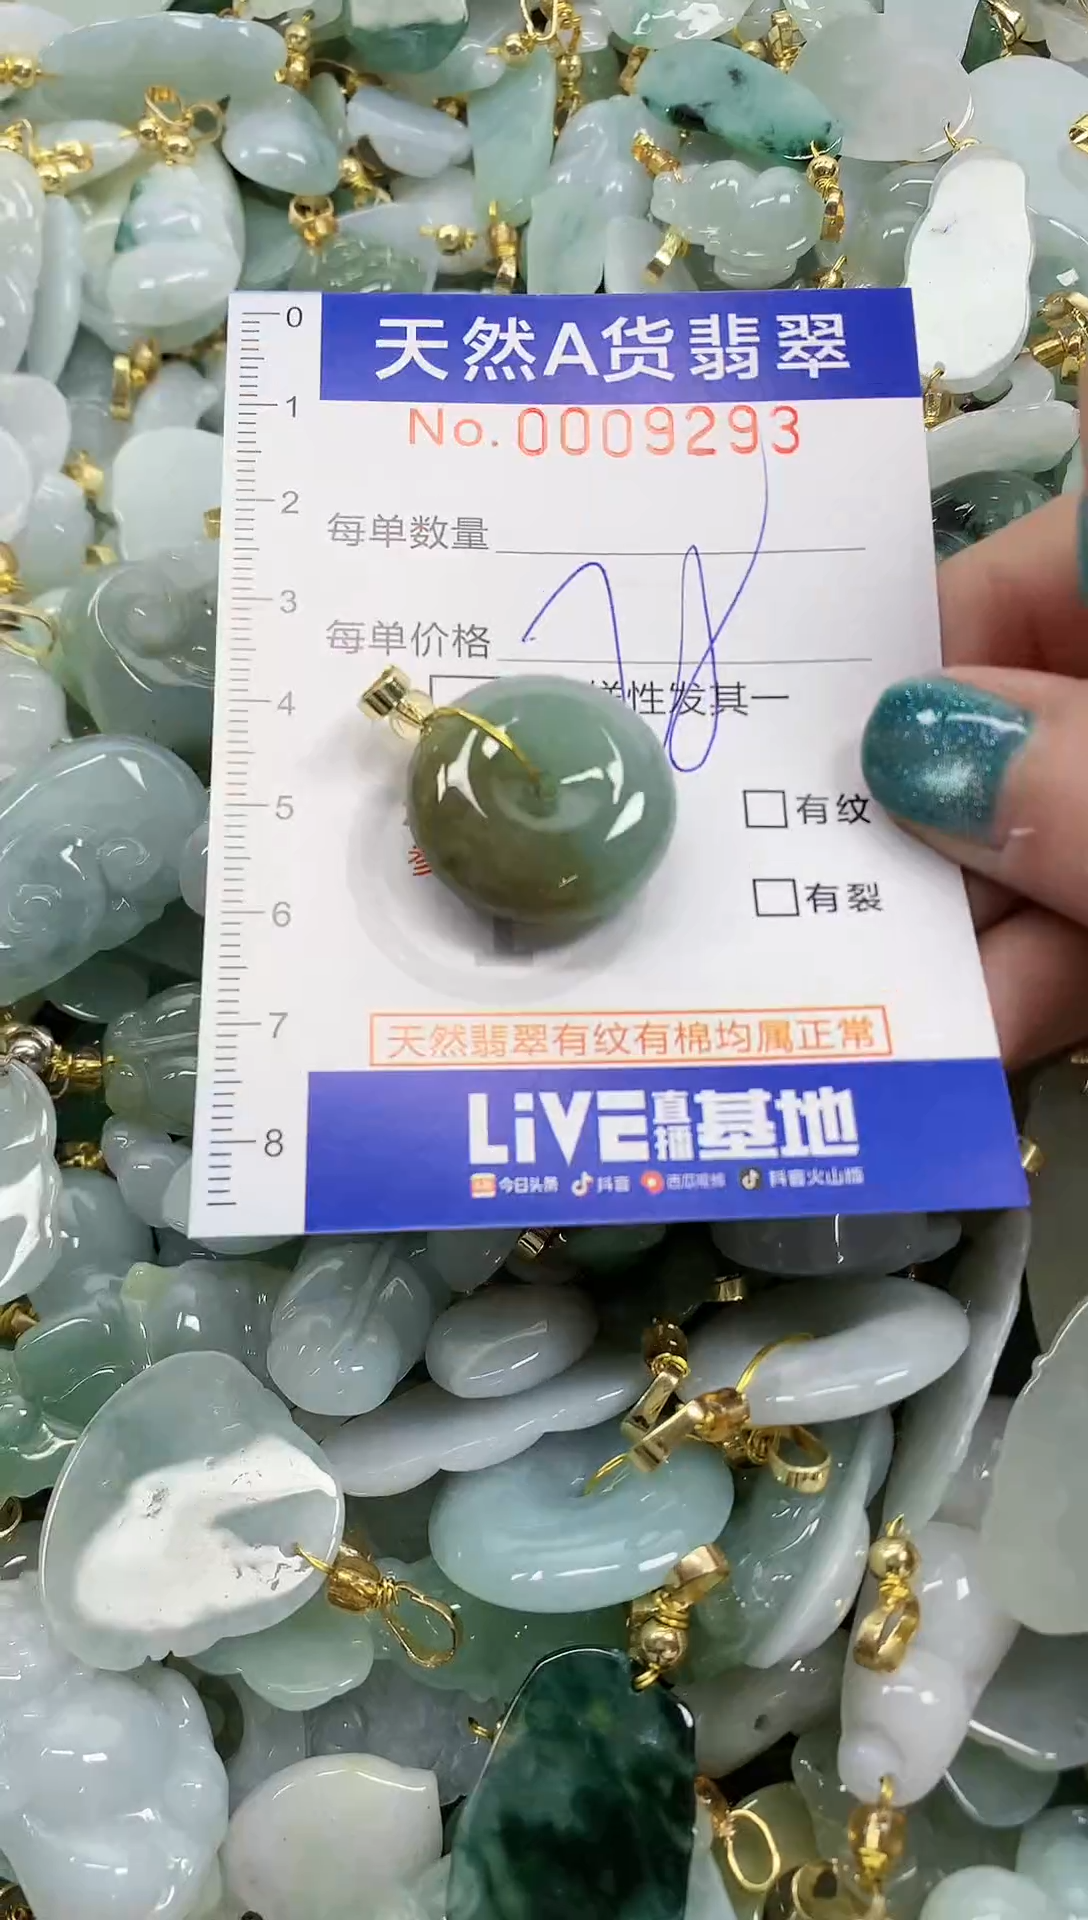 天然A货翡翠
No.0009293
每单数量
每单价格 78
样性发其一
有纹
有裂
天然翡翠有纹有棉均属正常
LiVE直播基地
今日头条 抖音 西瓜视频 抖音火山版
0
1
2
3
4
5
6
7
8